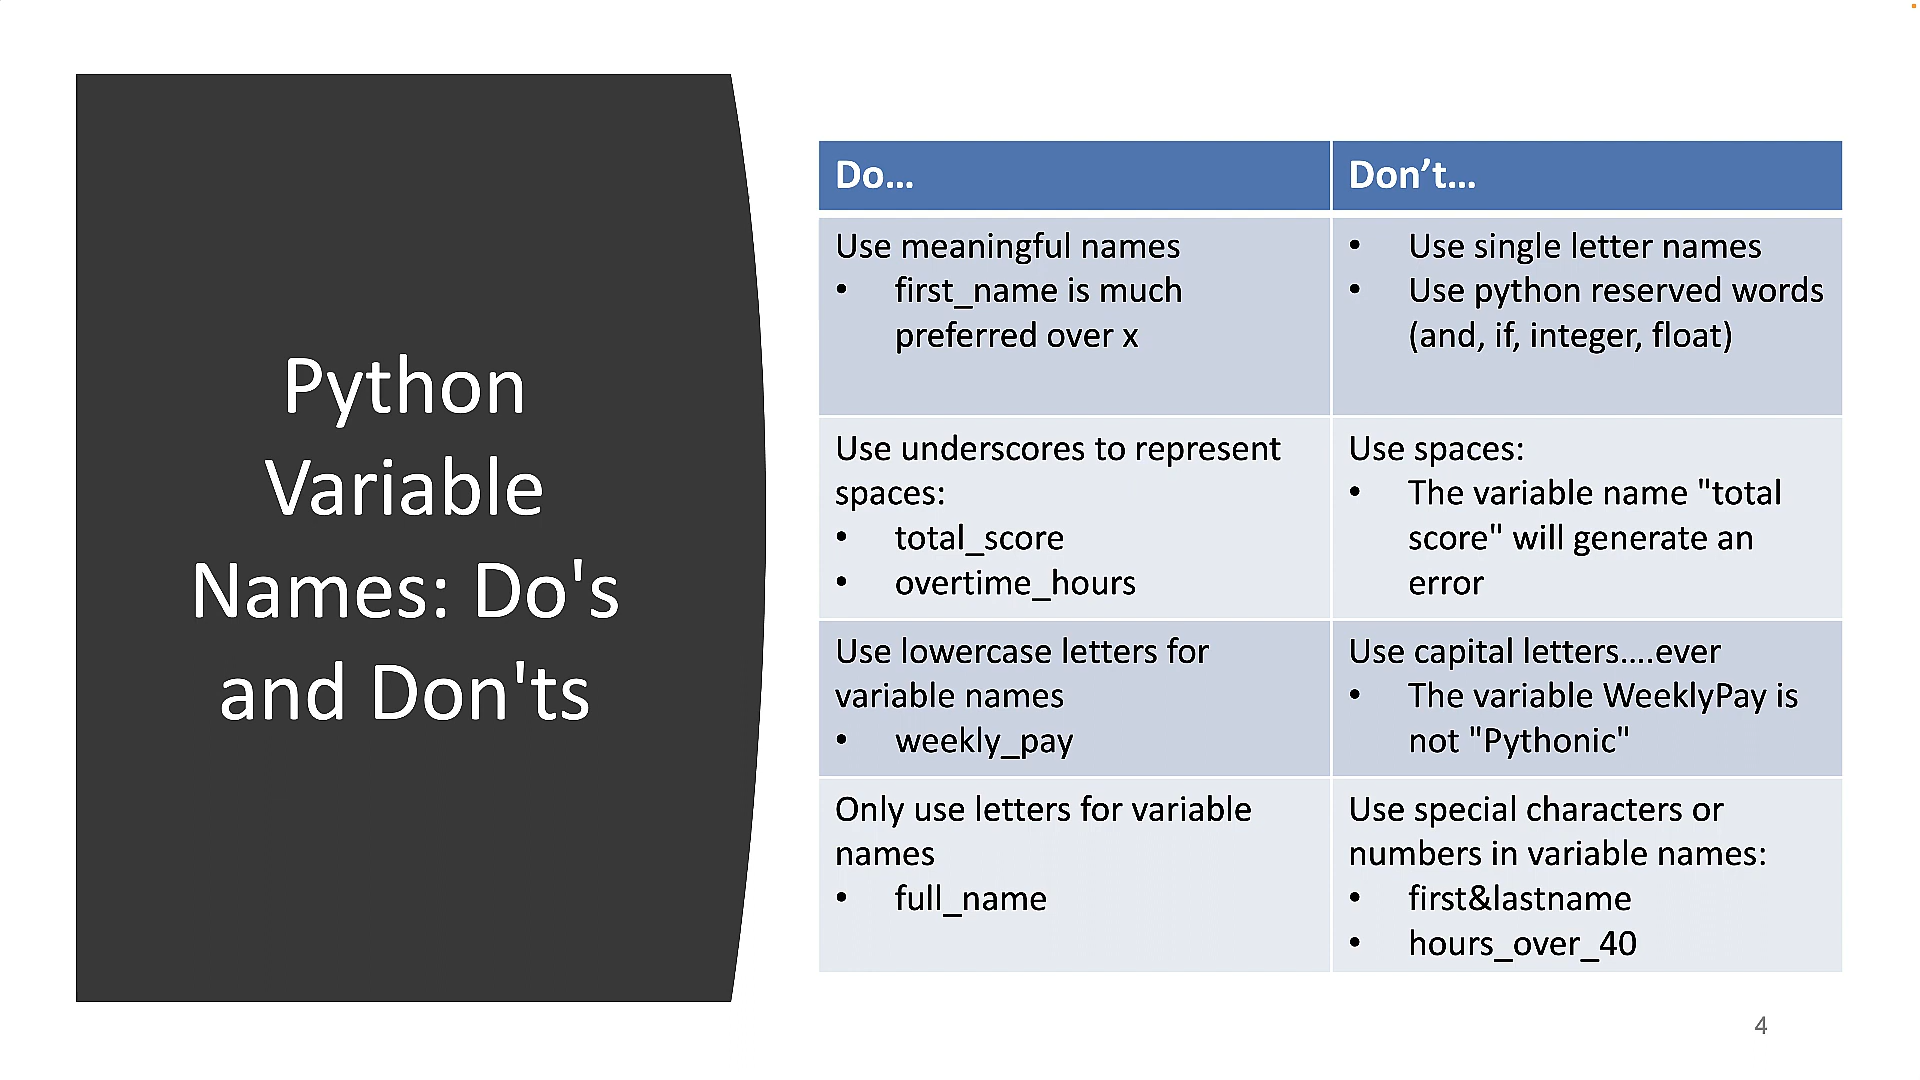 Python
Variable
Names: Do's
and Don'ts
Do…
Don’t…
Use meaningful names
• first_name is much
preferred over x
• Use single letter names
• Use python reserved words
(and, if, integer, float)
Use underscores to represent
spaces:
• total_score
• overtime_hours
Use spaces:
• The variable name "total
score" will generate an
error
Use lowercase letters for
variable names
• weekly_pay
Use capital letters….ever
• The variable WeeklyPay is
not "Pythonic"
Only use letters for variable
names
• full_name
Use special characters or
numbers in variable names:
• first&lastname
• hours_over_40
4